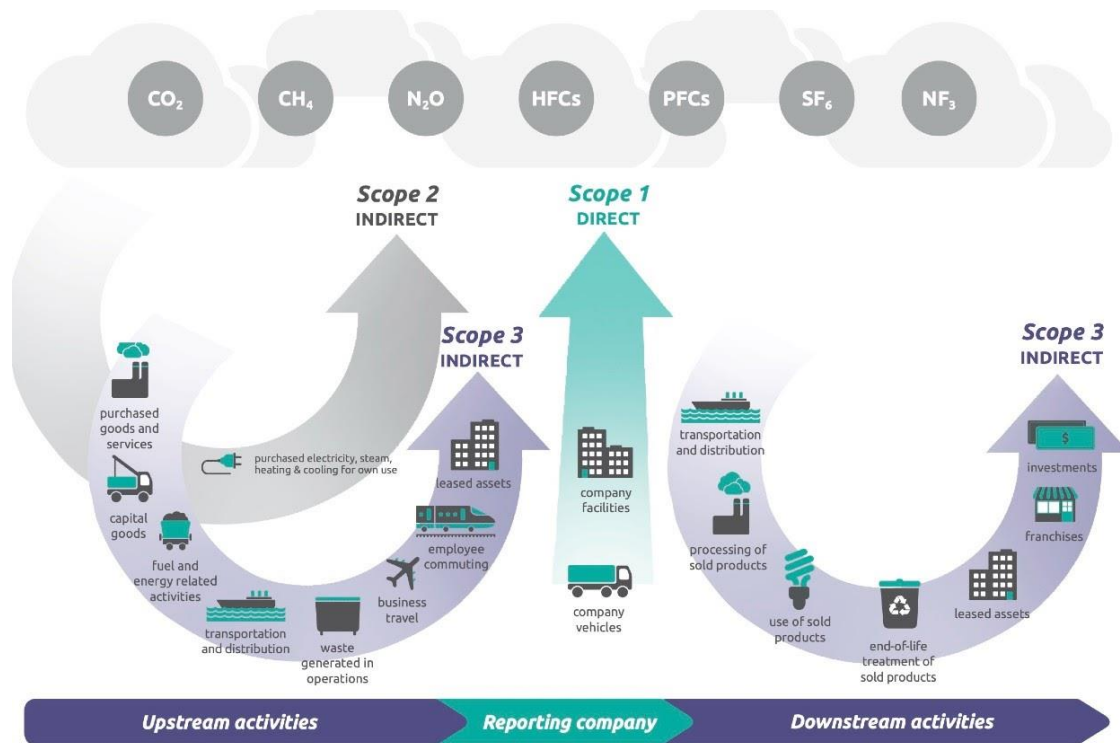 CO₂
CH₄
N₂O
HFCs
PFCs
SF₆
NF₃
Scope 2
INDIRECT
Scope 1
DIRECT
Scope 3
INDIRECT
Scope 3
INDIRECT
purchased
goods and
services
capital
goods
fuel and
energy related
activities
transportation
and distribution
waste
generated in
operations
business
travel
employee
commuting
leased assets
purchased electricity, steam,
heating & cooling for own use
company
facilities
company
vehicles
transportation
and distribution
processing of
sold products
use of sold
products
end-of-life
treatment of
sold products
leased assets
franchises
$
investments
Upstream activities
Reporting company
Downstream activities